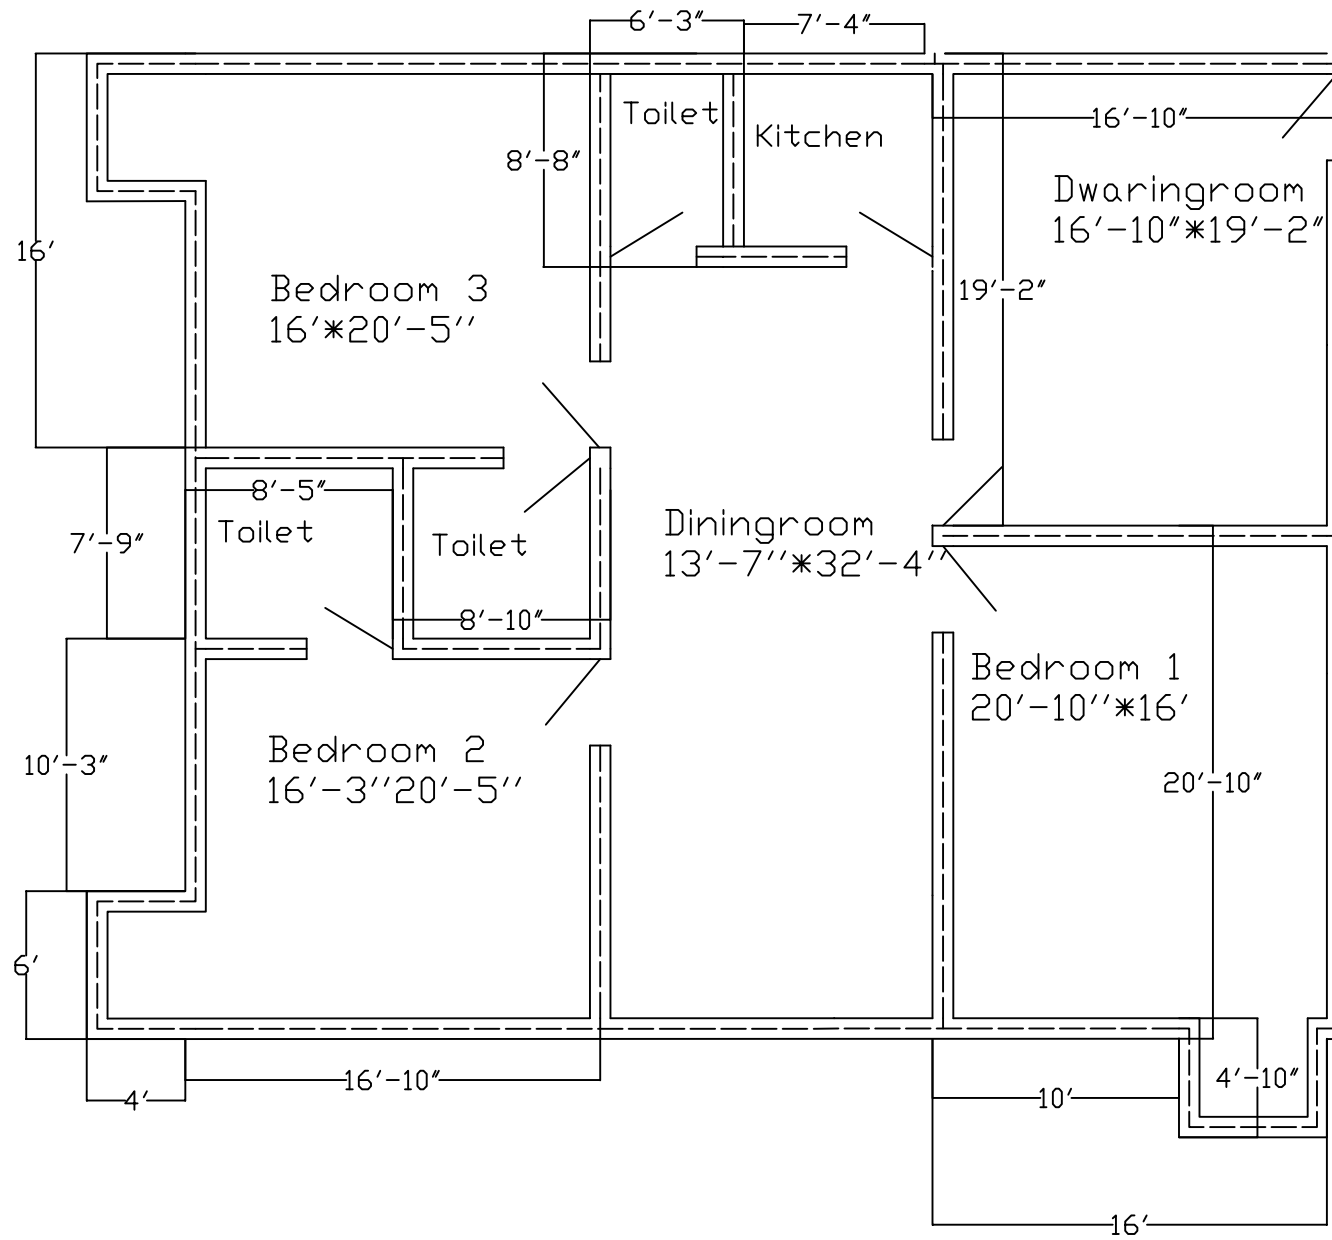 6'-3"
7'-4"
Toilet
Kitchen
16'-10"
8'-8"
Dwaringroom
16'-10"*19'-2"
16'
Bedroom 3
16'*20'-5''
19'-2"
8'-5"
Toilet
Toilet
7'-9"
Diningroom
13'-7''*32'-4''
8'-10"
Bedroom 1
20'-10''*16'
Bedroom 2
16'-3''20'-5''
10'-3"
20'-10"
6'
16'-10"
4'
10'
4'-10"
16'